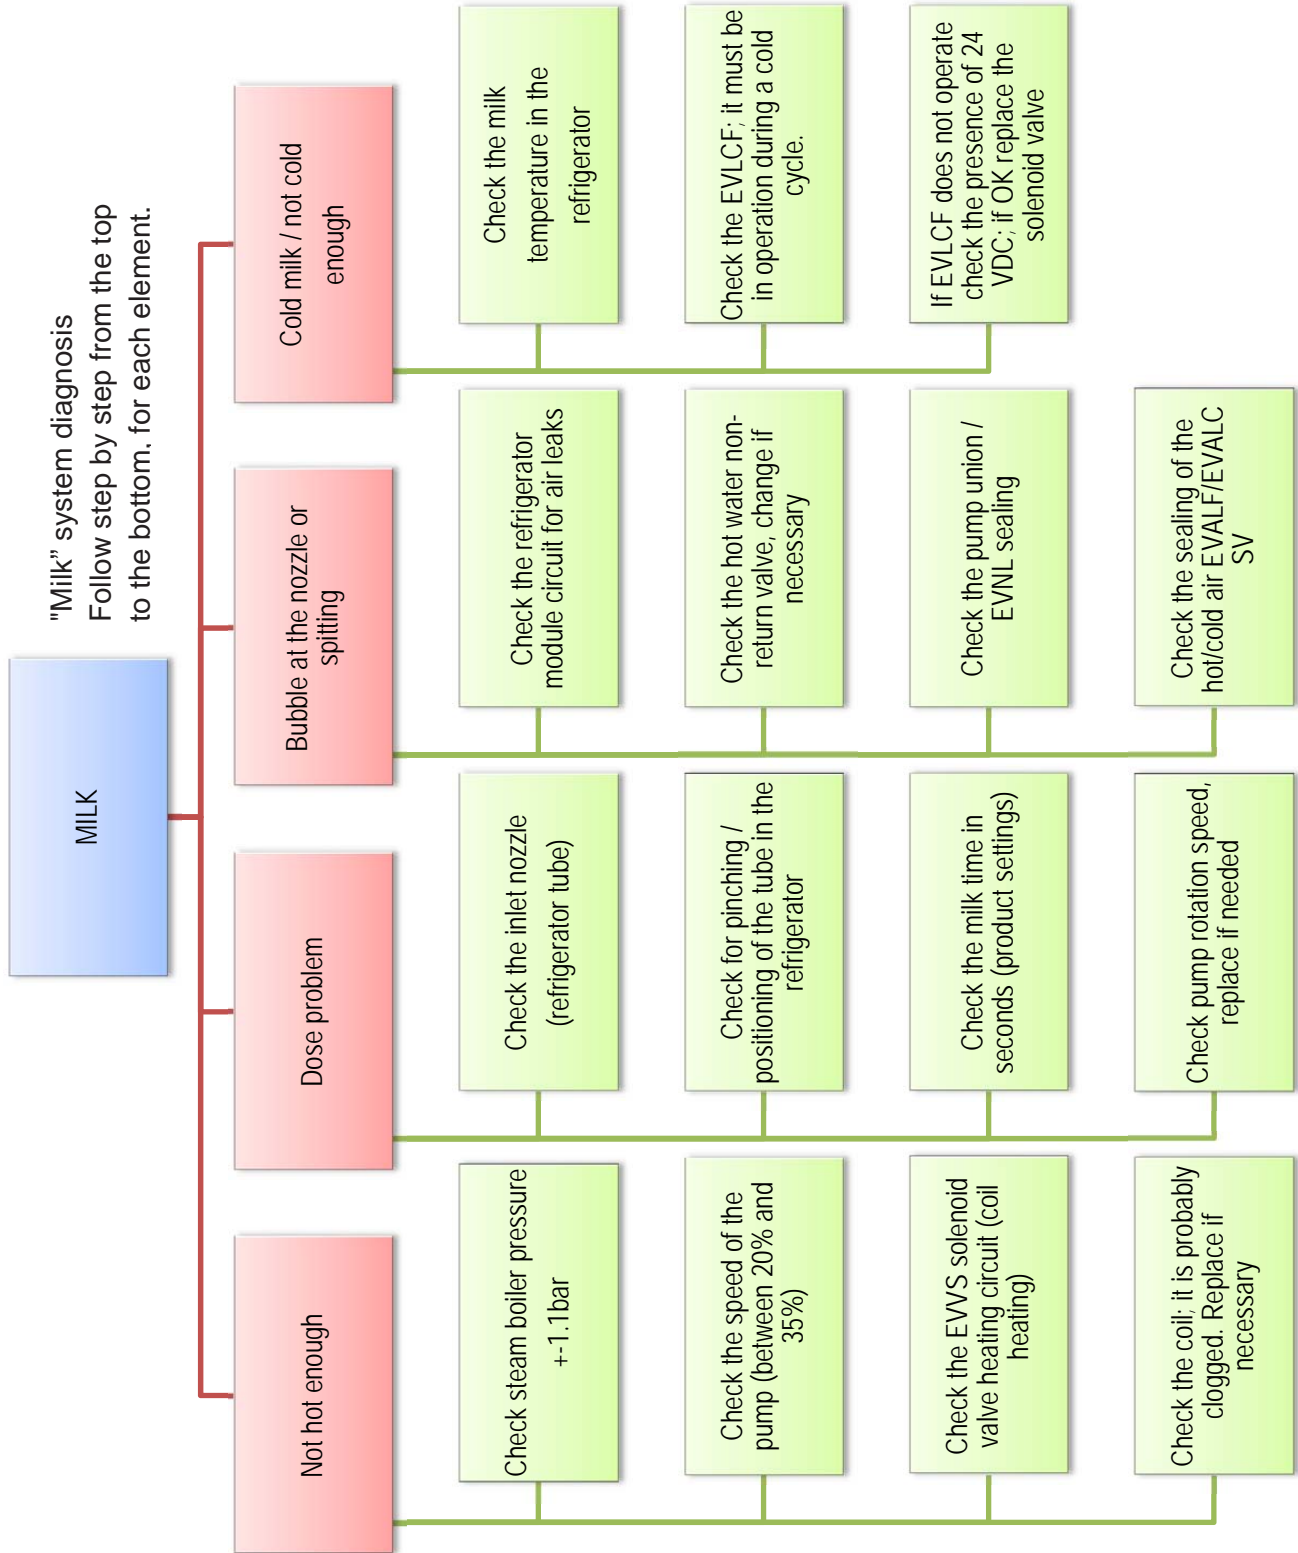 "Milk” system diagnosis
Follow step by step from the top
to the bottom. for each element.
MILK
Not hot enough
Check steam boiler pressure
+-1.1bar
Check the speed of the
pump (between 20% and
35%)
Check the EVVS solenoid
valve heating circuit (coil
heating)
Check the coil; it is probably
clogged. Replace if
necessary
Dose problem
Check the inlet nozzle
(refrigerator tube)
Check for pinching /
positioning of the tube in the
refrigerator
Check the milk time in
seconds (product settings)
Check pump rotation speed,
replace if needed
Bubble at the nozzle or
spitting
Check the refrigerator
module circuit for air leaks
Check the hot water non-
return valve, change if
necessary
Check the pump union /
EVNL sealing
Check the sealing of the
hot/cold air EVALF/EVALC
SV
Cold milk / not cold
enough
Check the milk
temperature in the
refrigerator
Check the EVLCF; it must be
in operation during a cold
cycle.
If EVLCF does not operate
check the presence of 24
VDC; if OK replace the
solenoid valve